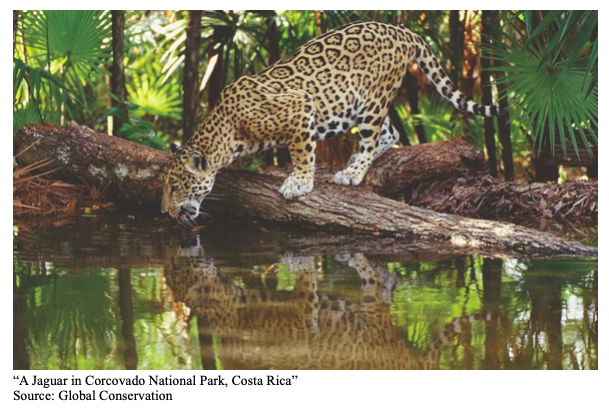 “A Jaguar in Corcovado National Park, Costa Rica”
Source: Global Conservation